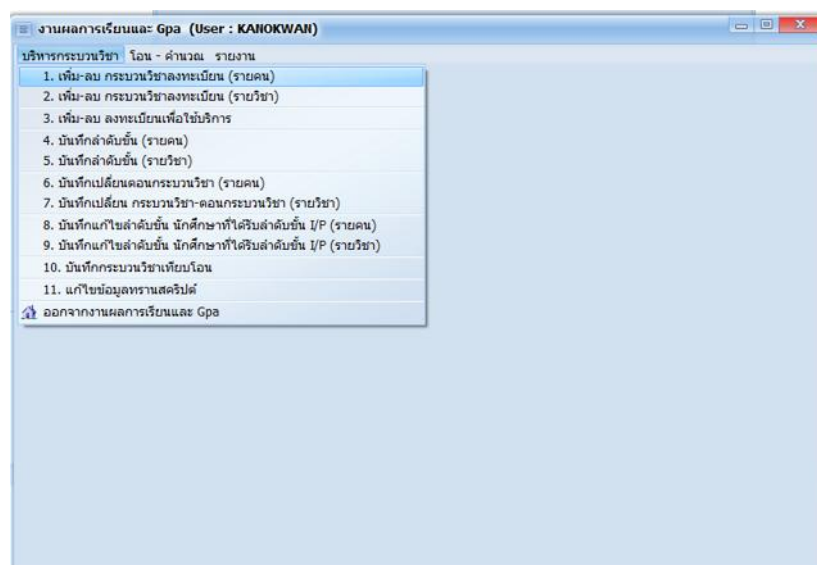 งานผลการเรียนและ Gpa (User : KANOKWAN)
บริหารกระบวนวิชา โอน - คำนวณ รายงาน
1. เพิ่ม-ลบ กระบวนวิชาลงทะเบียน (รายคน)
2. เพิ่ม-ลบ กระบวนวิชาลงทะเบียน (รายวิชา)
3. เพิ่ม-ลบ ลงทะเบียนเพื่อใช้บริการ
4. บันทึกลำดับขั้น (รายคน)
5. บันทึกลำดับขั้น (รายวิชา)
6. บันทึกเปลี่ยนตอนกระบวนวิชา (รายคน)
7. บันทึกเปลี่ยน กระบวนวิชา-ตอนกระบวนวิชา (รายวิชา)
8. บันทึกแก้ไขลำดับขั้น นักศึกษาที่ได้รับลำดับขั้น I/P (รายคน)
9. บันทึกแก้ไขลำดับขั้น นักศึกษาที่ได้รับลำดับขั้น I/P (รายวิชา)
10. บันทึกกระบวนวิชาเทียบโอน
11. แก้ไขข้อมูลทรานสคริปต์
ออกจากงานผลการเรียนและ Gpa